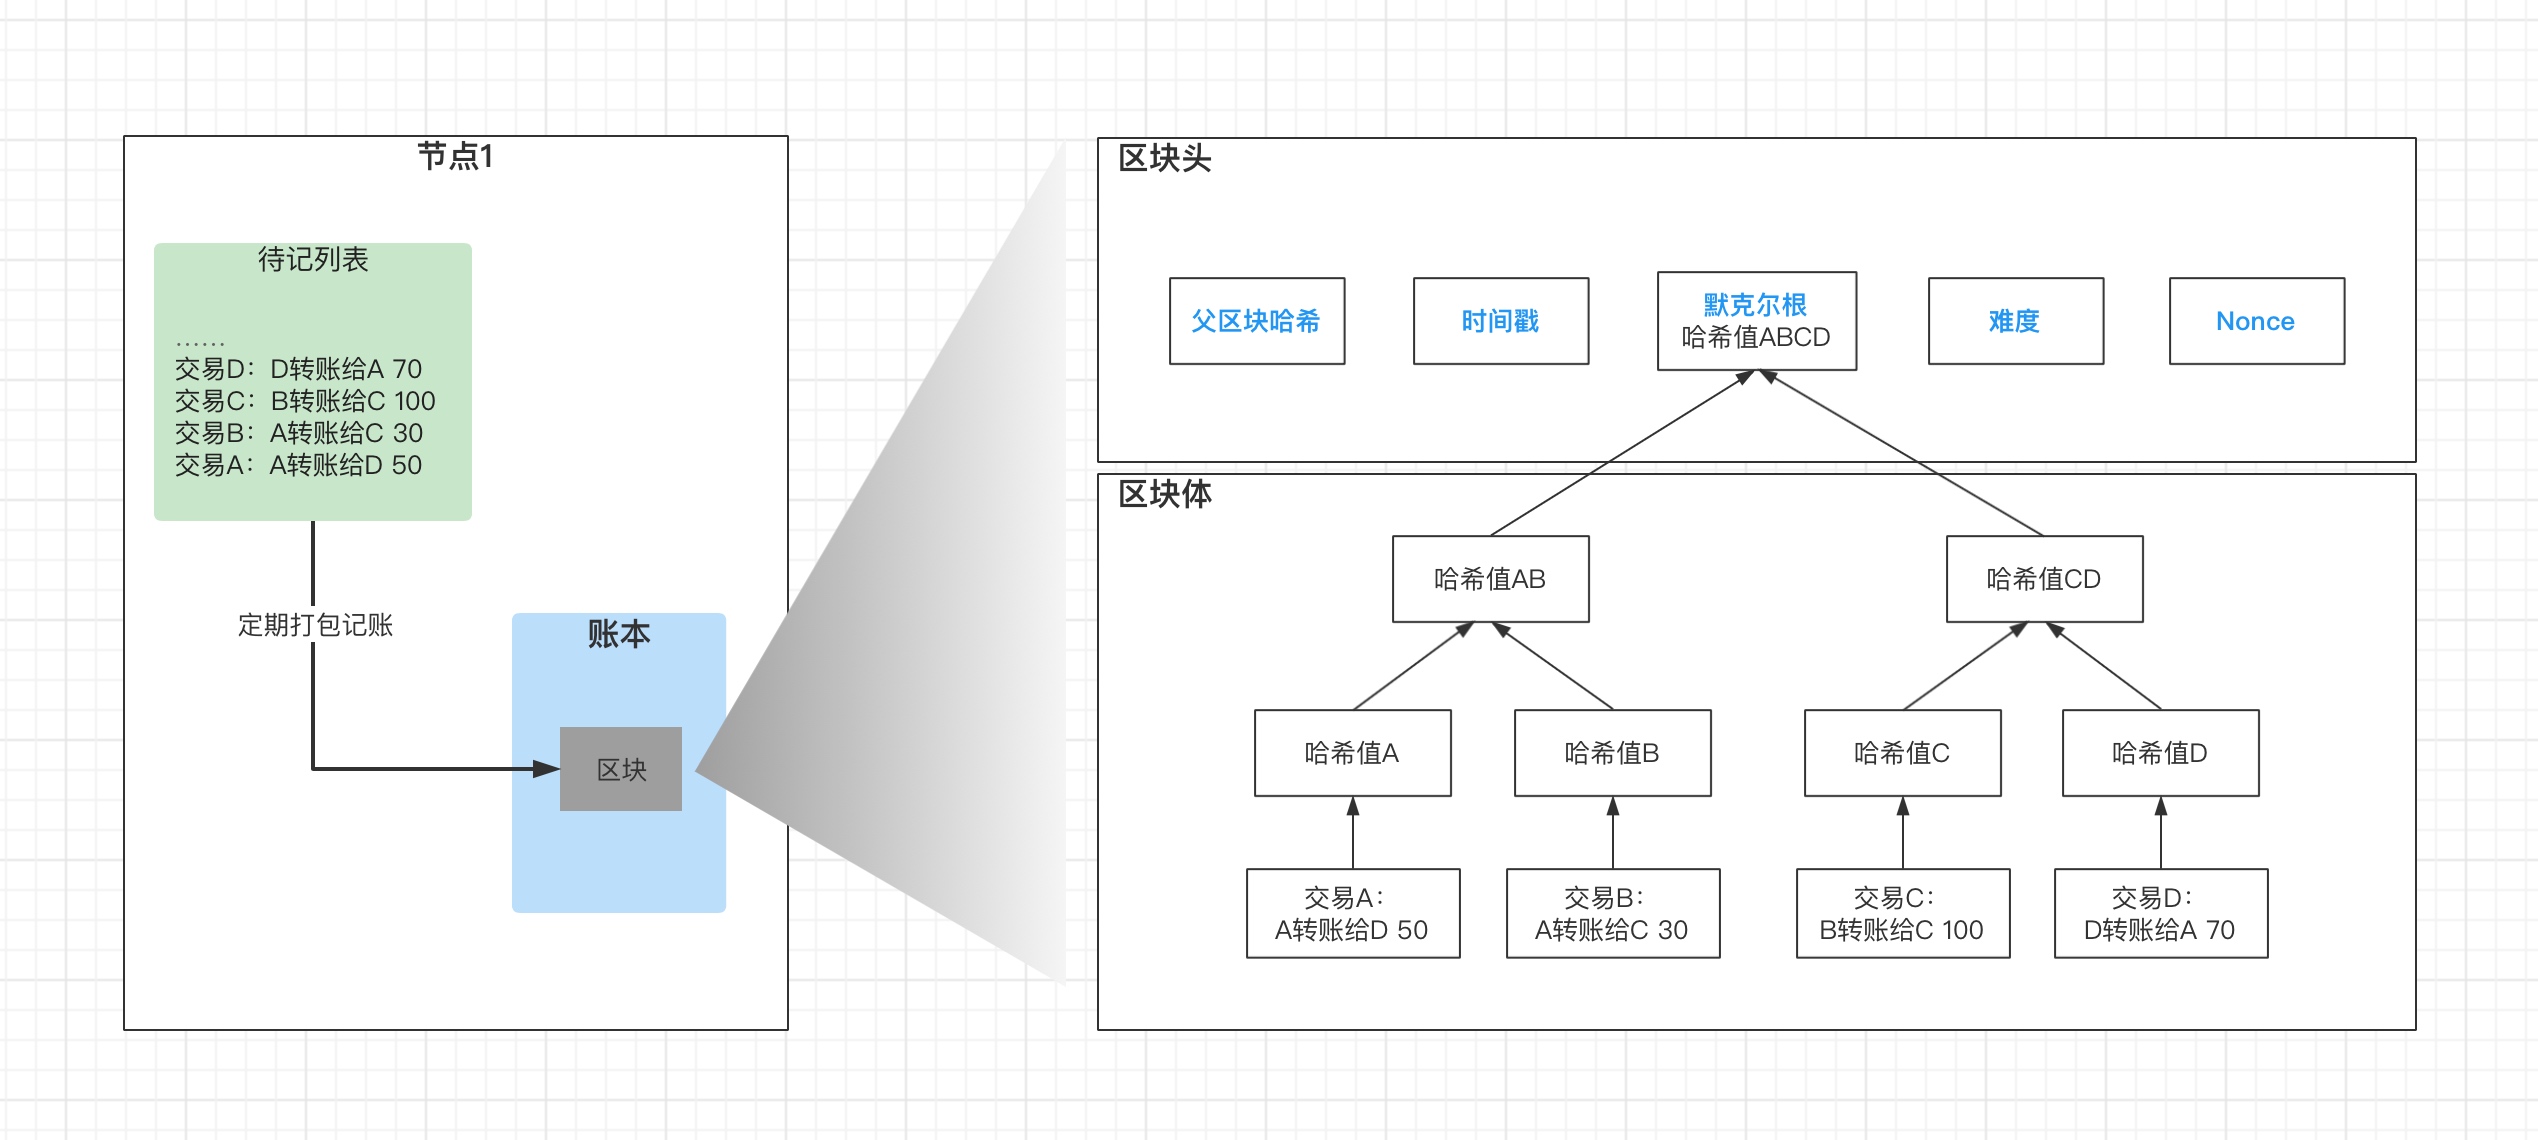 节点1
待记列表
……
交易D：D转账给A 70
交易C：B转账给C 100
交易B：A转账给C 30
交易A：A转账给D 50
定期打包记账
账本
区块
区块头
父区块哈希
时间戳
默克尔根
哈希值ABCD
难度
Nonce
区块体
哈希值AB
哈希值CD
哈希值A
哈希值B
哈希值C
哈希值D
交易A：
A转账给D 50
交易B：
A转账给C 30
交易C：
B转账给C 100
交易D：
D转账给A 70